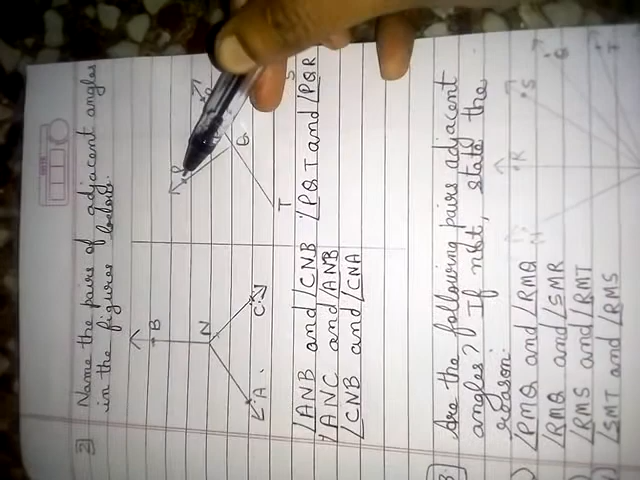 2) Name the pairs of adjacent angles
in the figures below.
B
N
A
C
P
Q
T
S
∠ANB and ∠CNB
∠ANC and ∠ANB
∠CNB and ∠CNA
∠PQT and ∠PQR
3. Are the following pairs adjacent
angles? If not, state the
reason.
∠PMQ and ∠RMQ
∠RMQ and ∠SMR
∠RMS and ∠RMT
∠SMT and ∠RMS
R
S
T